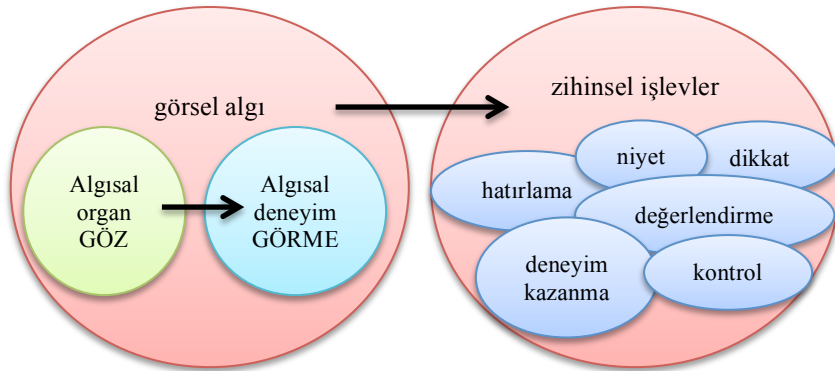 görsel algı
Algısal
organ
GÖZ
Algısal
deneyim
GÖRME
zihinsel işlevler
niyet
dikkat
hatırlama
değerlendirme
deneyim
kazanma
kontrol